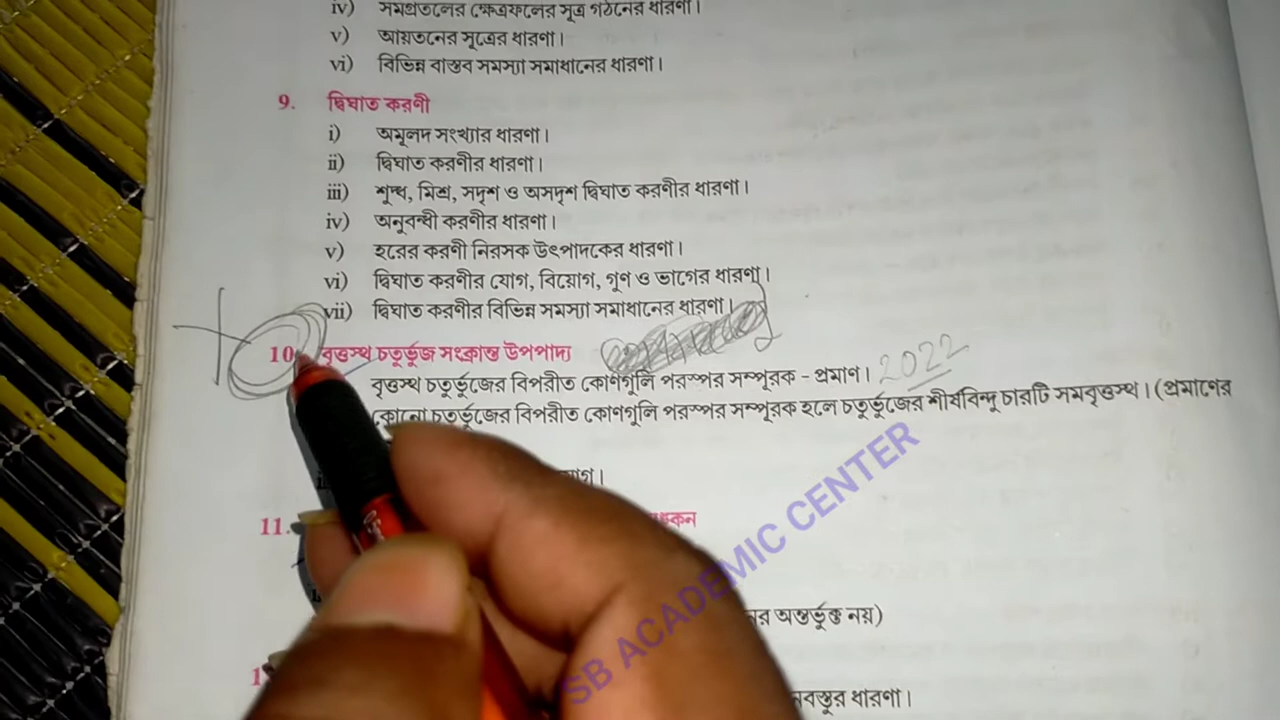 iv) সমগ্রতলের ক্ষেত্রফলের সূত্র গঠনের ধারণা।
v) আয়তনের সূত্রের ধারণা।
vi) বিভিন্ন বাস্তব সমস্যা সমাধানের ধারণা।
9. দ্বিঘাত করণী
i) অমূলদ সংখ্যার ধারণা।
ii) দ্বিঘাত করণীর ধারণা।
iii) শুদ্ধ, মিশ্র, সদৃশ ও অসদৃশ দ্বিঘাত করণীর ধারণা।
iv) অনুবন্ধী করণীর ধারণা।
v) হরের করণী নিরসক উৎপাদকের ধারণা।
vi) দ্বিঘাত করণীর যোগ, বিয়োগ, গুণ ও ভাগের ধারণা।
vii) দ্বিঘাত করণীর বিভিন্ন সমস্যা সমাধানের ধারণা।
10 বৃত্তস্থ চতুর্ভুজ সংক্রান্ত উপপাদ্য
বৃত্তস্থ চতুর্ভুজের বিপরীত কোণগুলি পরস্পর সম্পূরক - প্রমাণ। 2022
কোনো চতুর্ভুজের বিপরীত কোণগুলি পরস্পর সম্পূরক হলে চতুর্ভুজের শীর্ষবিন্দু চারটি সমবৃত্তস্থ। (প্রমাণের
11.
অন্তর্ভুক্ত নয়)
ধারণা।
SB ACADEMIC CENTER